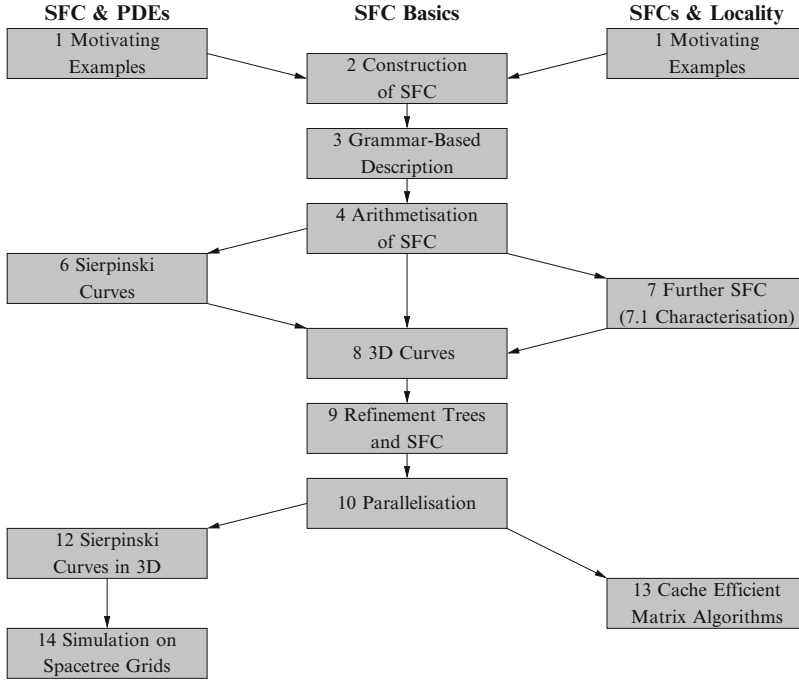 SFC & PDEs
SFC Basics
SFCs & Locality
1 Motivating
Examples
1 Motivating
Examples
2 Construction
of SFC
3 Grammar-Based
Description
4 Arithmetisation
of SFC
6 Sierpinski
Curves
7 Further SFC
(7.1 Characterisation)
8 3D Curves
9 Refinement Trees
and SFC
10 Parallelisation
12 Sierpinski
Curves in 3D
13 Cache Efficient
Matrix Algorithms
14 Simulation on
Spacetree Grids